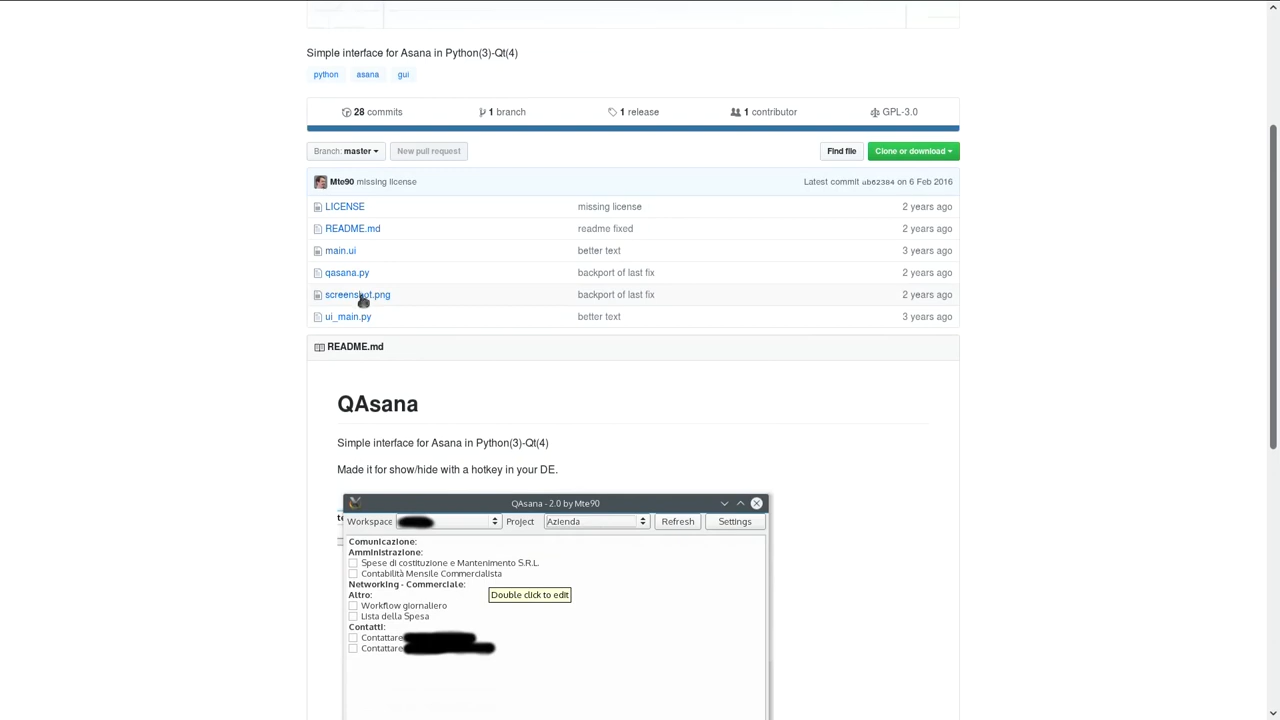 Simple interface for Asana in Python(3)-Qt(4)
python asana gui
28 commits 1 branch 1 release 1 contributor GPL-3.0
Branch: master New pull request Find file Clone or download
Mte90 missing license Latest commit ab62384 on 6 Feb 2016
LICENSE missing license 2 years ago
README.md readme fixed 2 years ago
main.ui better text 3 years ago
qasana.py backport of last fix 2 years ago
screenshot.png backport of last fix 2 years ago
ui_main.py better text 3 years ago
README.md
QAsana
Simple interface for Asana in Python(3)-Qt(4)
Made it for show/hide with a hotkey in your DE.
QAsana - 2.0 by Mte90
Workspace Project Azienda Refresh Settings
Comunicazione:
Amministrazione:
Spese di costituzione e Mantenimento S.R.L.
Contabilità Mensile Commercialista
Networking - Commerciale:
Altro:
Double click to edit
Workflow giornaliero
Lista della Spesa
Contatti:
Contattare
Contattare